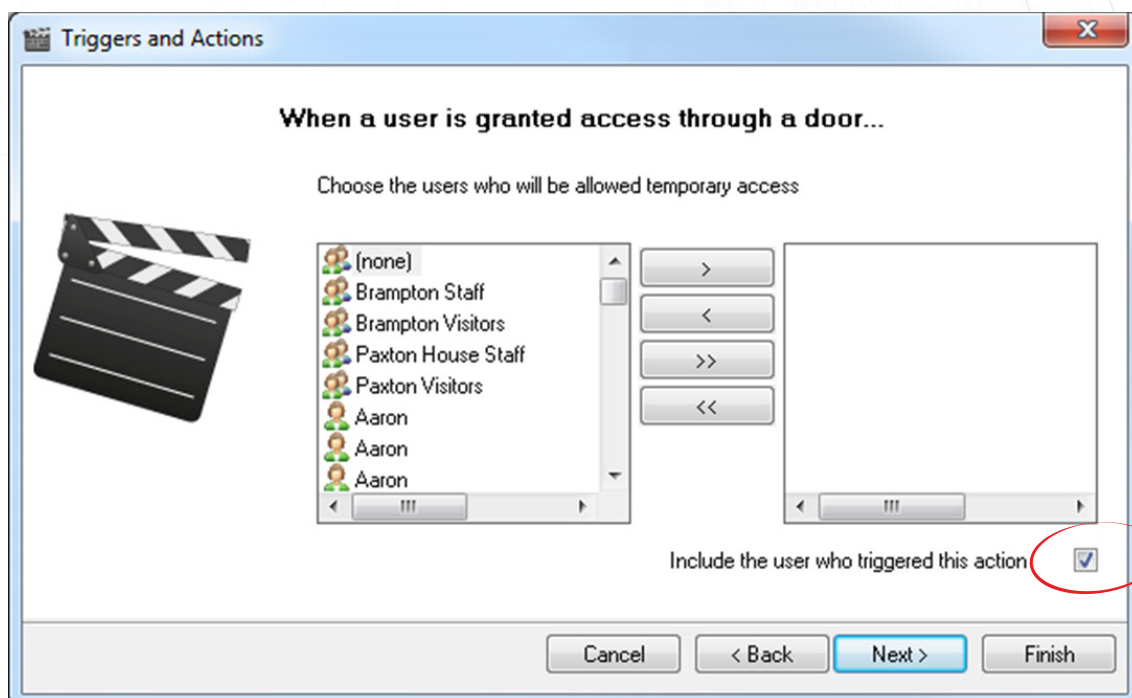 Triggers and Actions
When a user is granted access through a door...
Choose the users who will be allowed temporary access
(none)
Brampton Staff
Brampton Visitors
Paxton House Staff
Paxton Visitors
Aaron
Aaron
Aaron
>
<
>>
<<
Include the user who triggered this action
Cancel
< Back
Next >
Finish